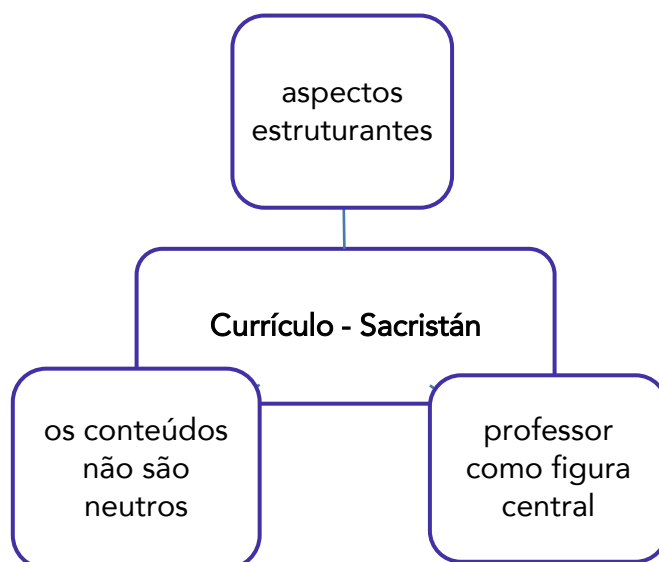 aspectos
estruturantes
Currículo - Sacristán
os conteúdos
não são
neutros
professor
como figura
central